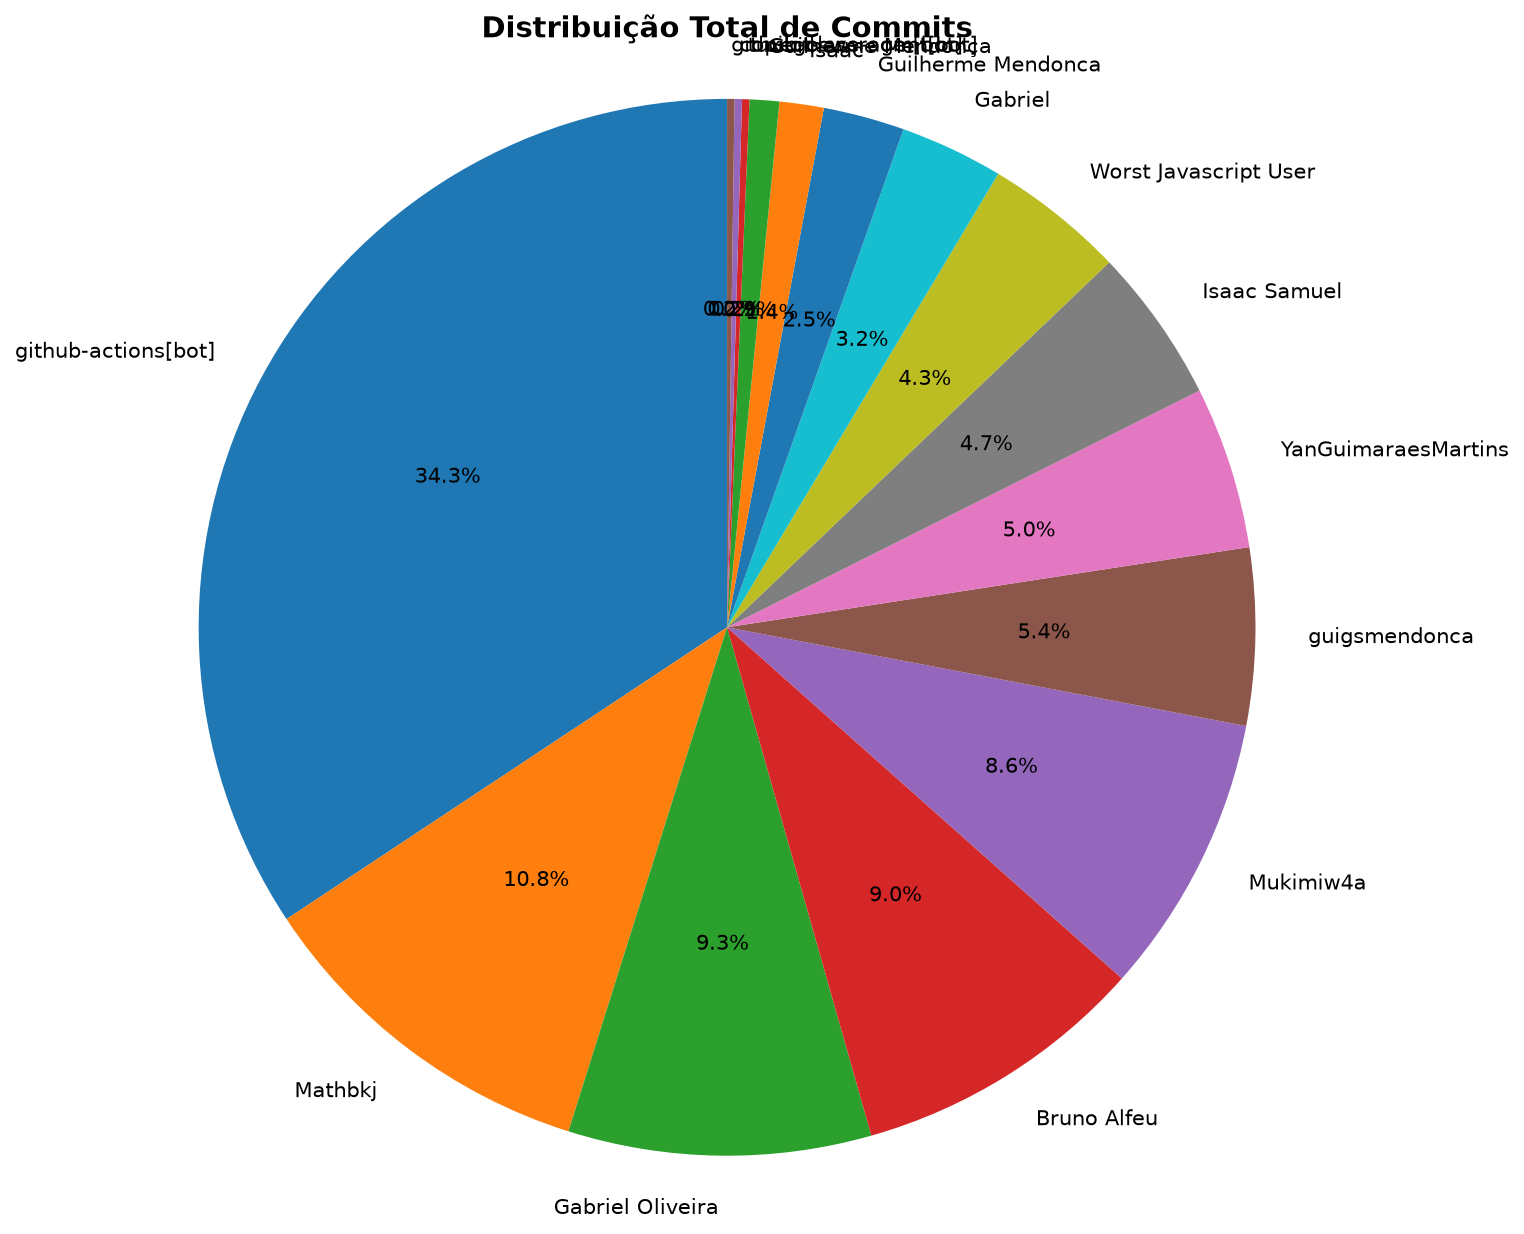 Distribuição Total de Commits
Isaac
Guilherme Mendonca
Gabriel
Worst Javascript User
Isaac Samuel
github-actions[bot]
YanGuimaraesMartins
guigsmendonca
Mukimiw4a
Mathbkj
Bruno Alfeu
Gabriel Oliveira
1.4%
2.5%
3.2%
4.3%
4.7%
34.3%
5.0%
5.4%
8.6%
10.8%
9.0%
9.3%